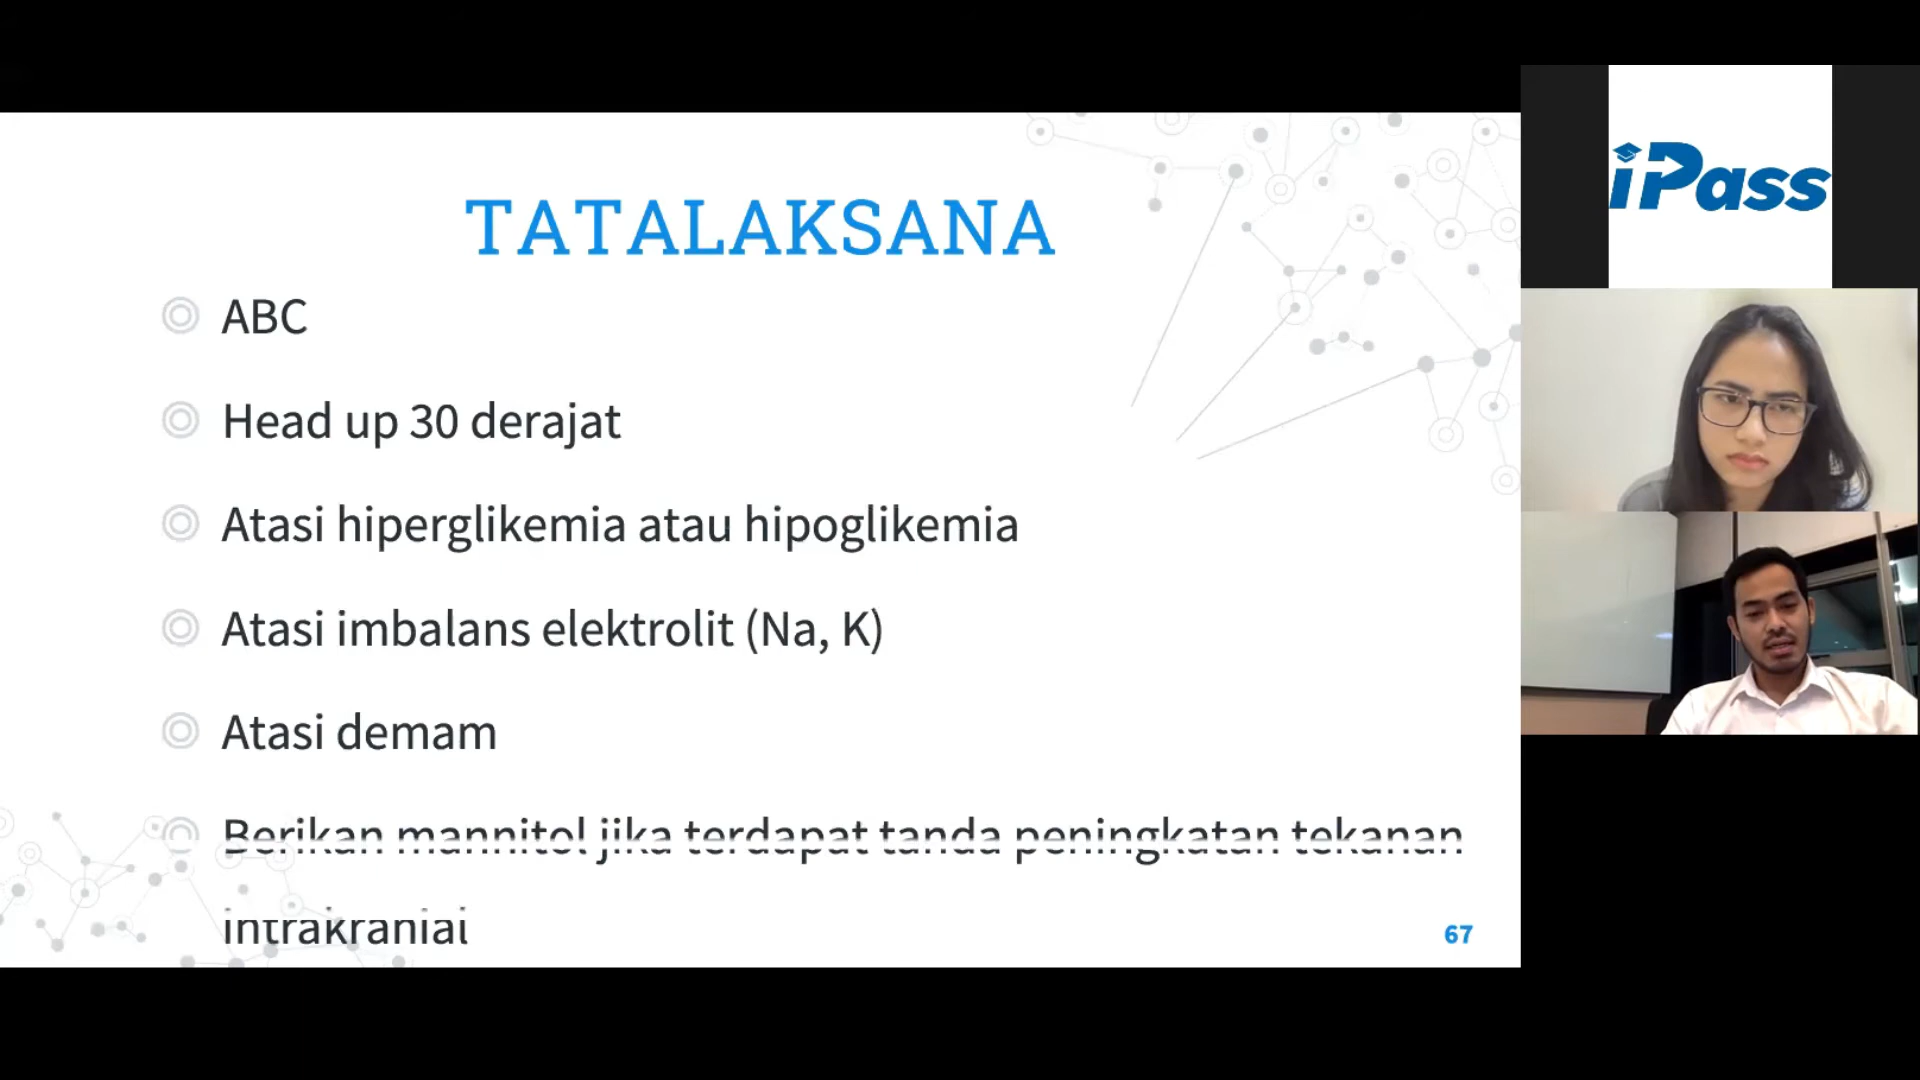 TATALAKSANA
ABC
Head up 30 derajat
Atasi hiperglikemia atau hipoglikemia
Atasi imbalans elektrolit (Na, K)
Atasi demam
Berikan mannitol jika terdapat tanda peningkatan tekanan
intrakranial
67
iPass